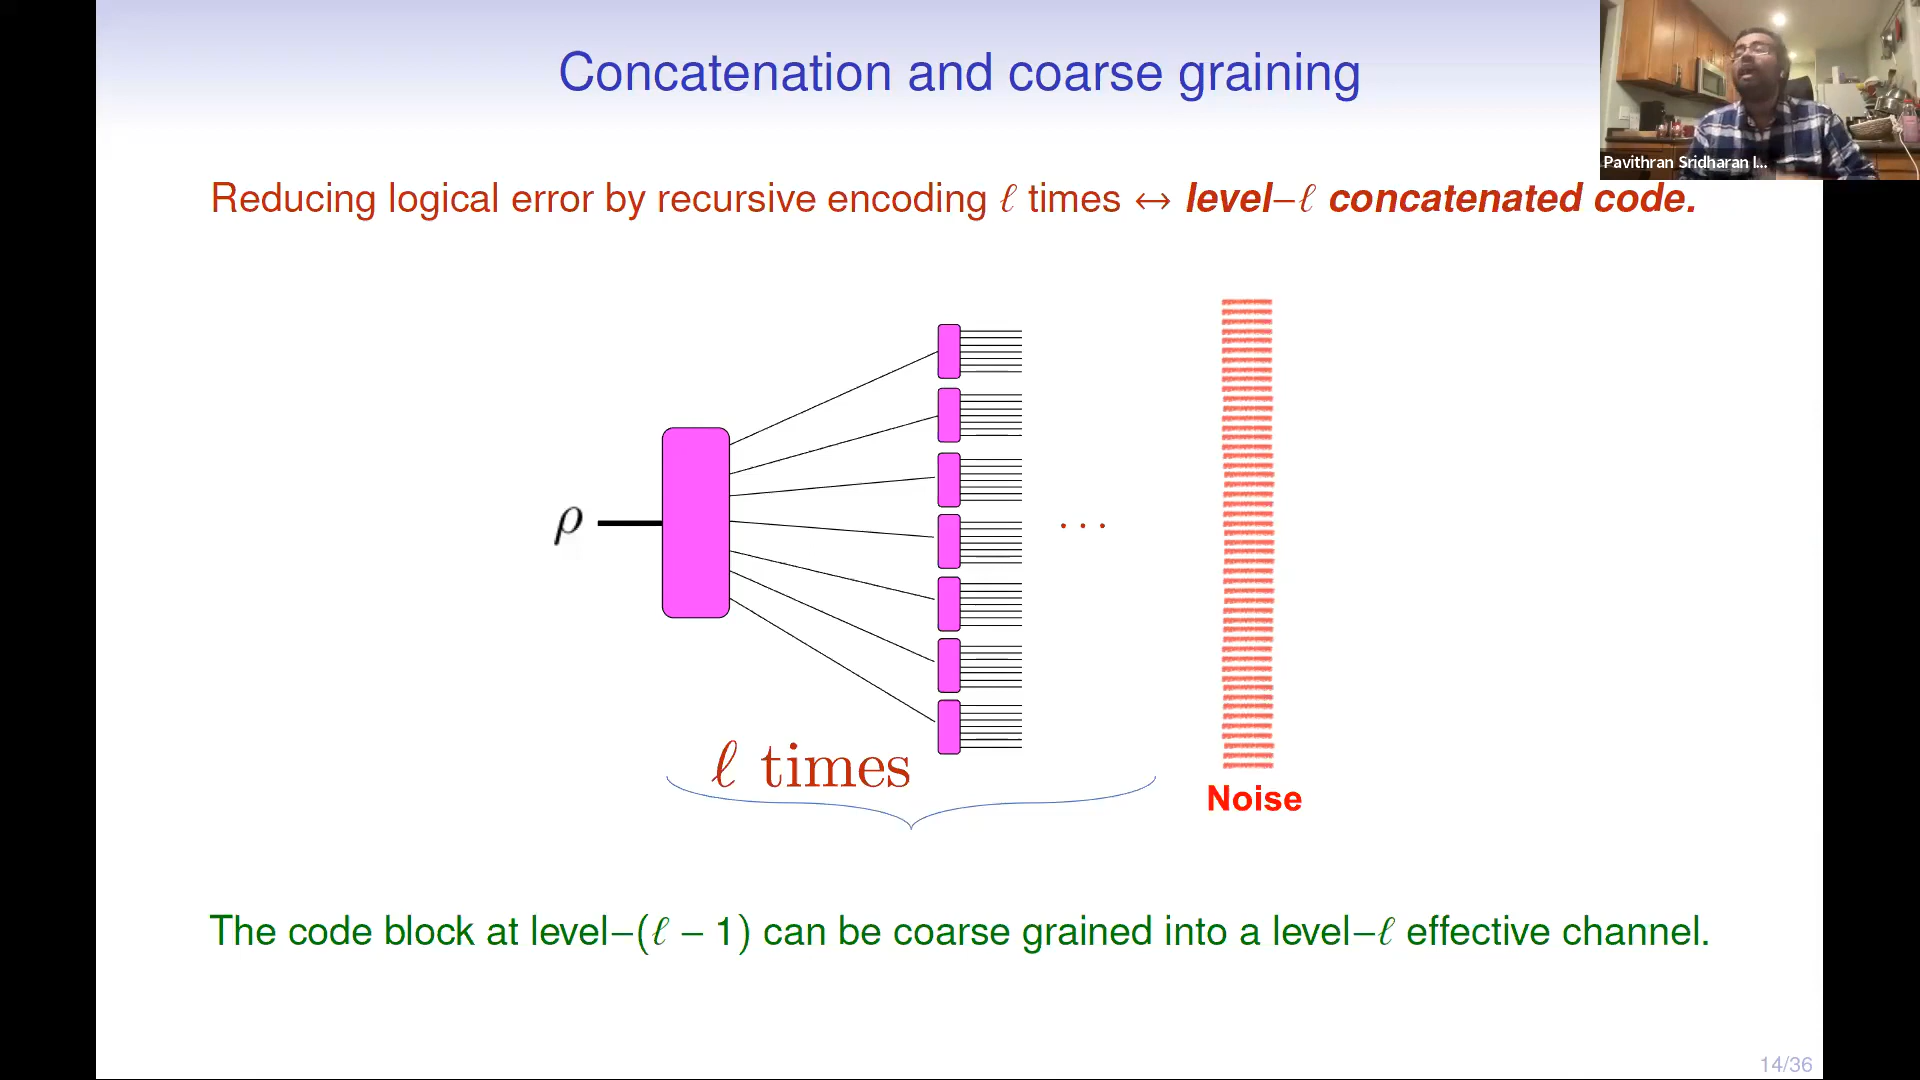 Concatenation and coarse graining
Pavithran Sridharan I...
Reducing logical error by recursive encoding ℓ times ↔ level–ℓ concatenated code.
ρ
. . .
ℓ times
Noise
The code block at level–(ℓ – 1) can be coarse grained into a level–ℓ effective channel.
14/36